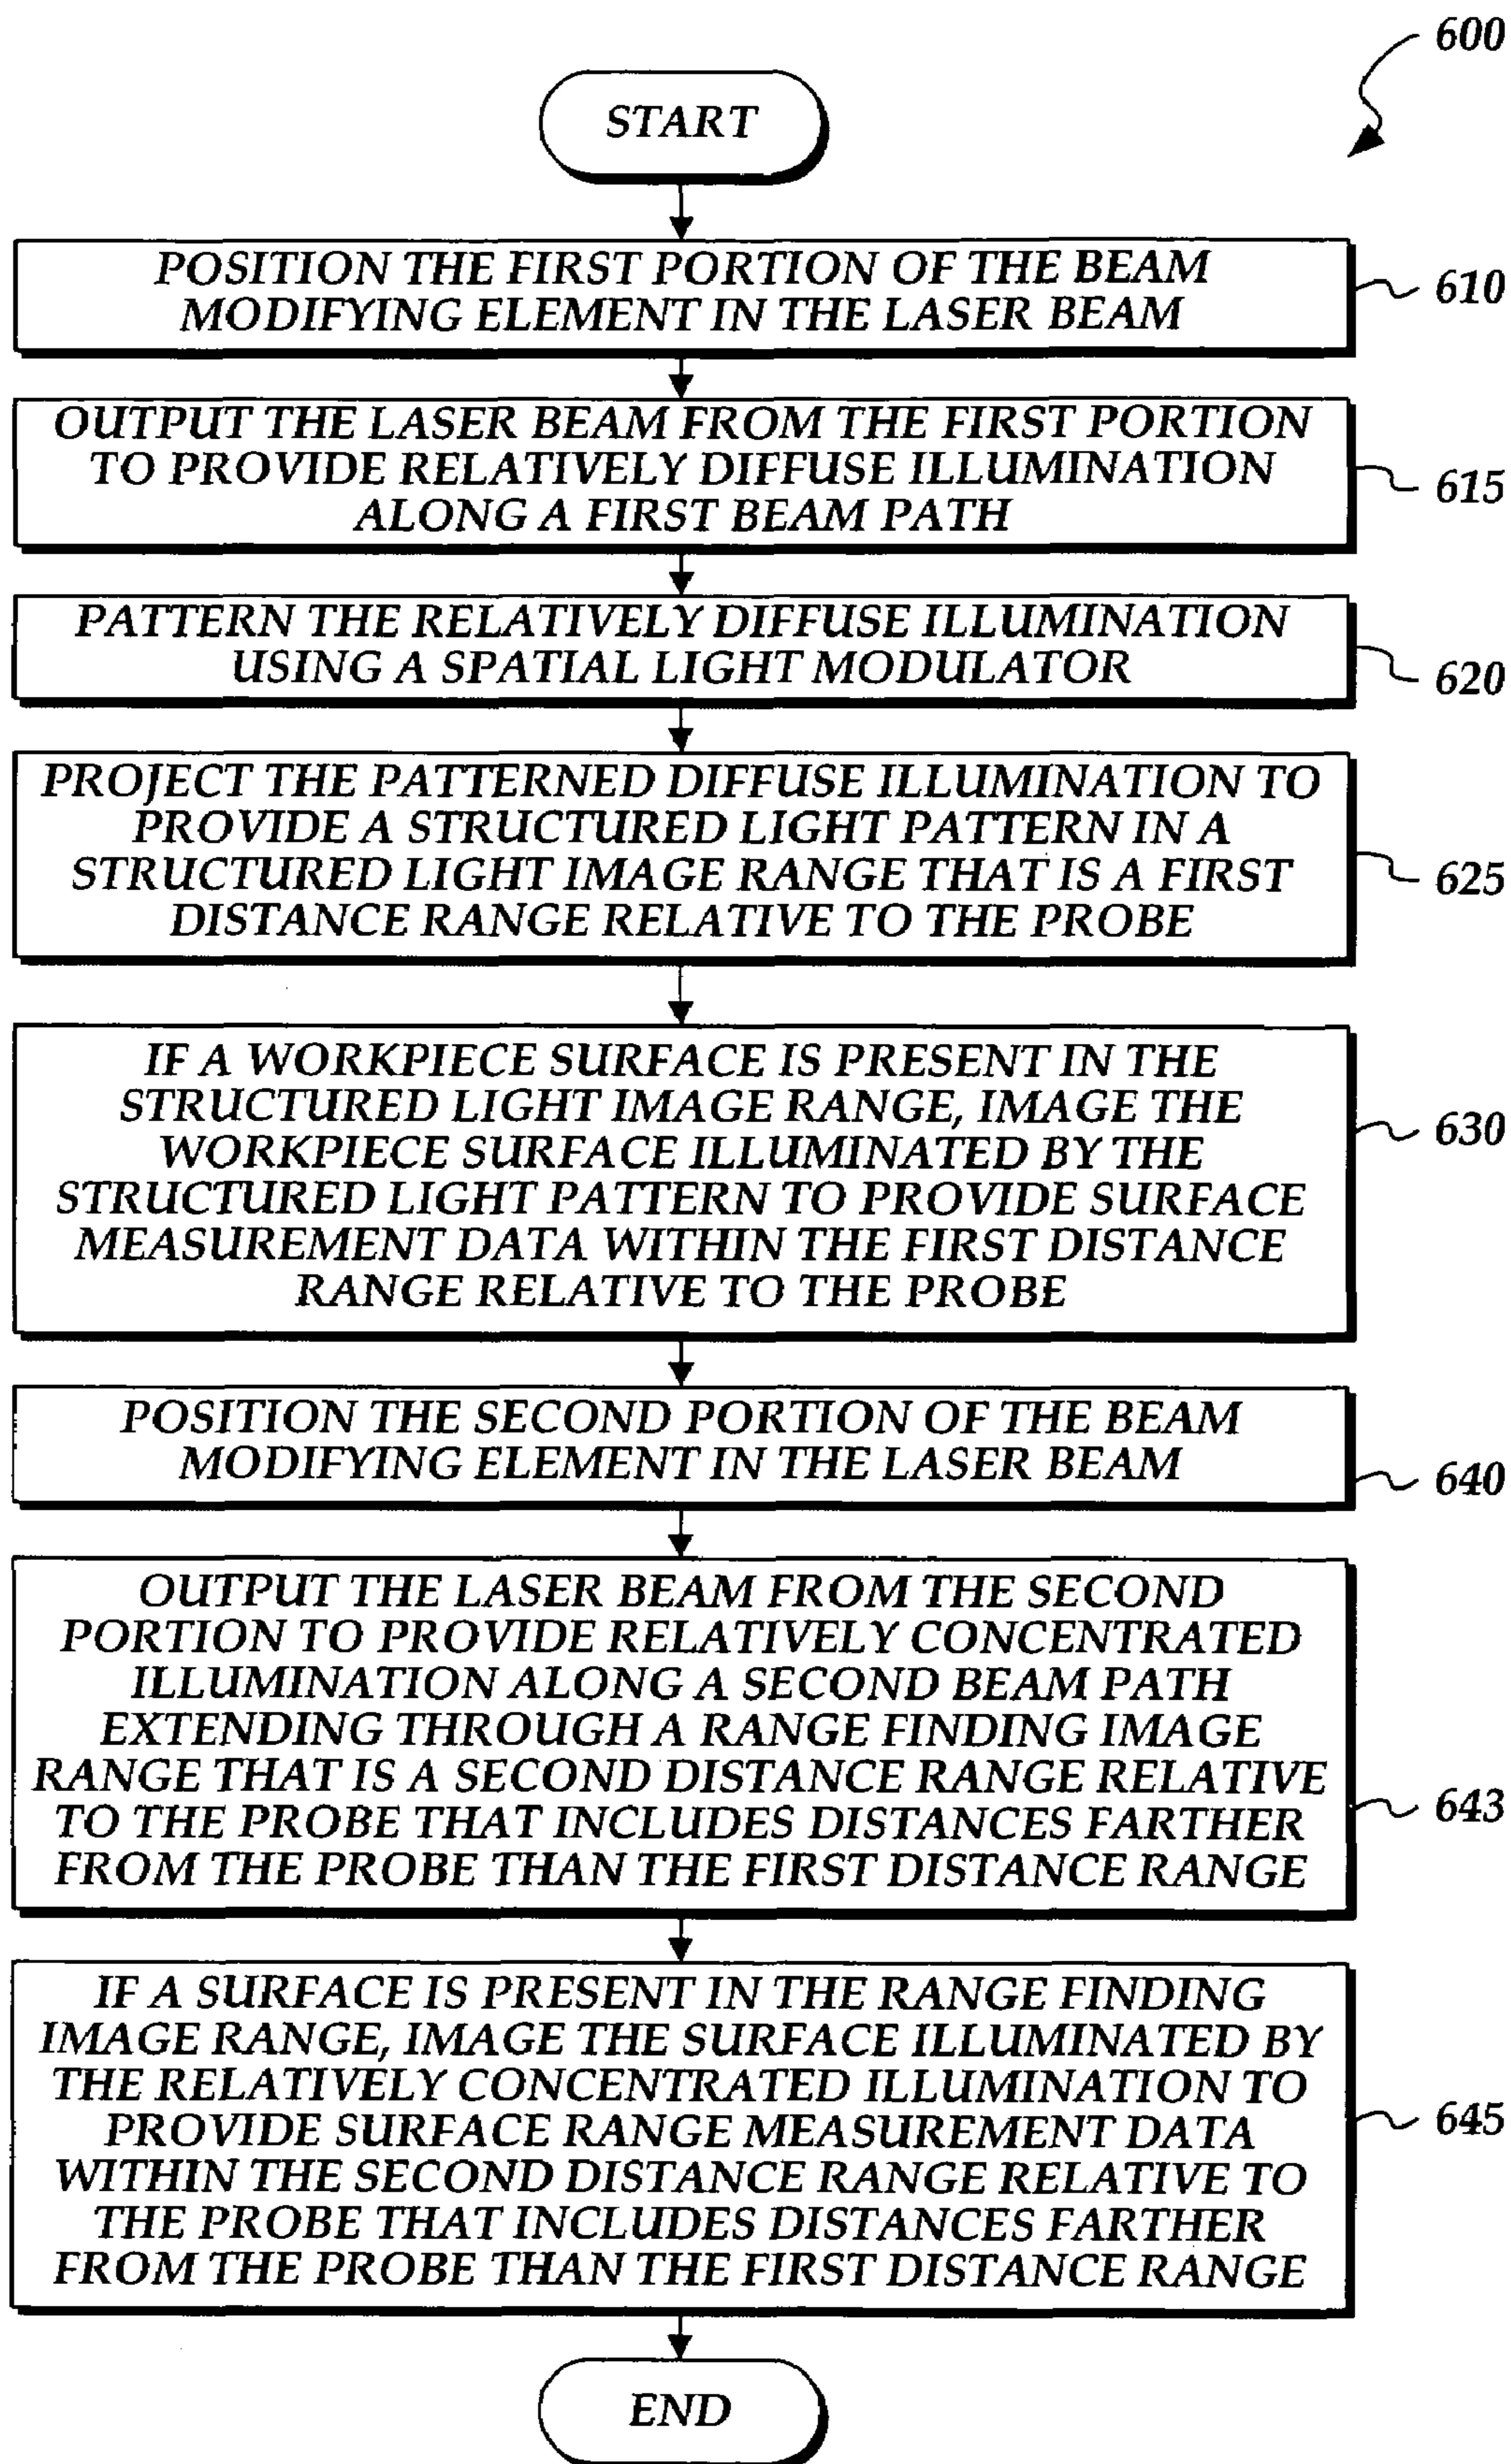 600
START
POSITION THE FIRST PORTION OF THE BEAM
MODIFYING ELEMENT IN THE LASER BEAM
610
OUTPUT THE LASER BEAM FROM THE FIRST PORTION
TO PROVIDE RELATIVELY DIFFUSE ILLUMINATION
ALONG A FIRST BEAM PATH
615
PATTERN THE RELATIVELY DIFFUSE ILLUMINATION
USING A SPATIAL LIGHT MODULATOR
620
PROJECT THE PATTERNED DIFFUSE ILLUMINATION TO
PROVIDE A STRUCTURED LIGHT PATTERN IN A
STRUCTURED LIGHT IMAGE RANGE THAT IS A FIRST
DISTANCE RANGE RELATIVE TO THE PROBE
625
IF A WORKPIECE SURFACE IS PRESENT IN THE
STRUCTURED LIGHT IMAGE RANGE, IMAGE THE
WORKPIECE SURFACE ILLUMINATED BY THE
STRUCTURED LIGHT PATTERN TO PROVIDE SURFACE
MEASUREMENT DATA WITHIN THE FIRST DISTANCE
RANGE RELATIVE TO THE PROBE
630
POSITION THE SECOND PORTION OF THE BEAM
MODIFYING ELEMENT IN THE LASER BEAM
640
OUTPUT THE LASER BEAM FROM THE SECOND
PORTION TO PROVIDE RELATIVELY CONCENTRATED
ILLUMINATION ALONG A SECOND BEAM PATH
EXTENDING THROUGH A RANGE FINDING IMAGE
RANGE THAT IS A SECOND DISTANCE RANGE RELATIVE
TO THE PROBE THAT INCLUDES DISTANCES FARTHER
FROM THE PROBE THAN THE FIRST DISTANCE RANGE
643
IF A SURFACE IS PRESENT IN THE RANGE FINDING
IMAGE RANGE, IMAGE THE SURFACE ILLUMINATED BY
THE RELATIVELY CONCENTRATED ILLUMINATION TO
PROVIDE SURFACE RANGE MEASUREMENT DATA
WITHIN THE SECOND DISTANCE RANGE RELATIVE TO
THE PROBE THAT INCLUDES DISTANCES FARTHER
FROM THE PROBE THAN THE FIRST DISTANCE RANGE
645
END